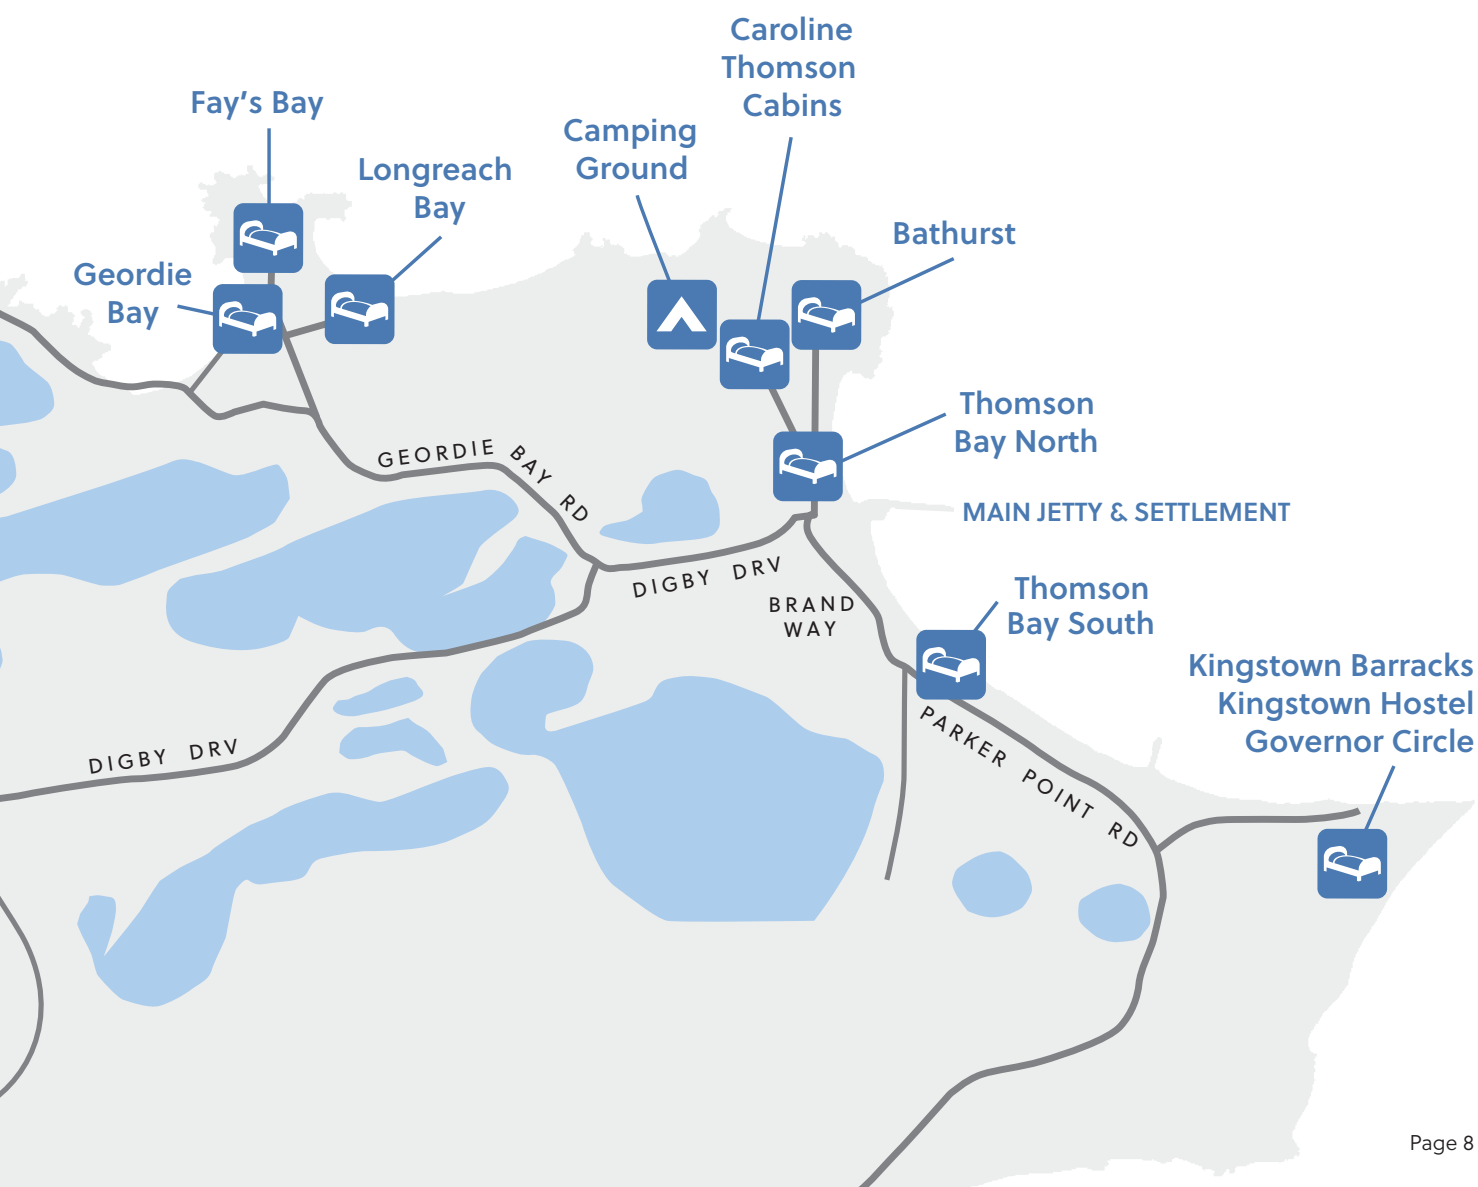 Caroline
Thomson
Cabins
Fay's Bay
Camping
Ground
Longreach
Bay
Bathurst
Geordie
Bay
Thomson
Bay North
GEORDIE BAY RD
MAIN JETTY & SETTLEMENT
DIGBY DRV
BRAND
WAY
Thomson
Bay South
Kingstown Barracks
Kingstown Hostel
Governor Circle
PARKER POINT RD
DIGBY DRV
Page 8